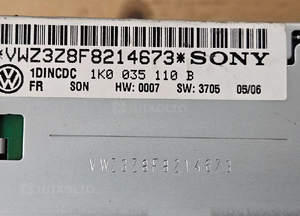 *VWZ3Z8F8214673* SONY
1DINCDC 1K0 035 110 B
FR SON HW: 0007 SW: 3705 05/06
VWZ3Z8F8214673